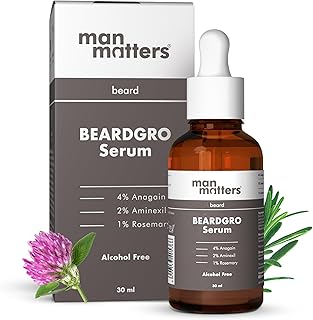 man
matters®
beard
BEARDGRO
Serum
4% Anagain
2% Aminexil
1% Rosemary
Alcohol Free
30 ml
man
matters®
beard
BEARDGRO
Serum
4% Anagain
2% Aminexil
1% Rosemary
Alcohol Free
30 ml